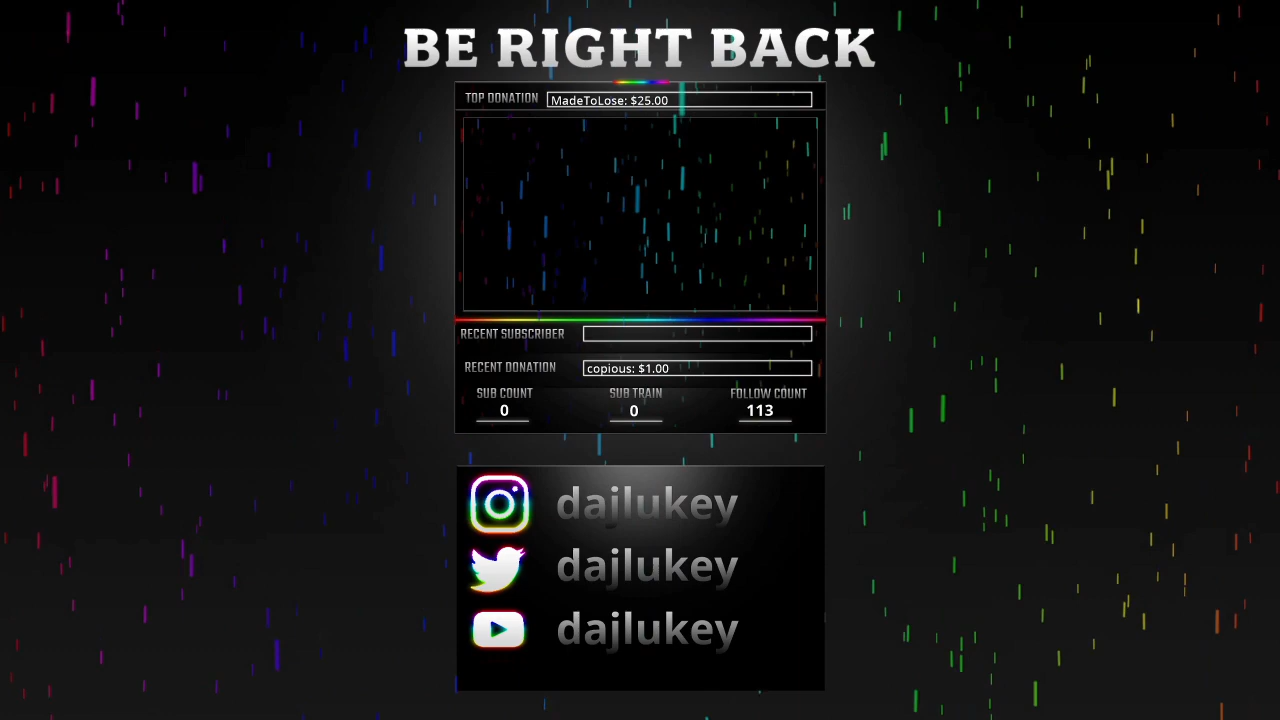 BE RIGHT BACK
TOP DONATION MadeToLose: $25.00
RECENT SUBSCRIBER
RECENT DONATION copious: $1.00
SUB COUNT SUB TRAIN FOLLOW COUNT
0 0 113
dajlukey
dajlukey
dajlukey